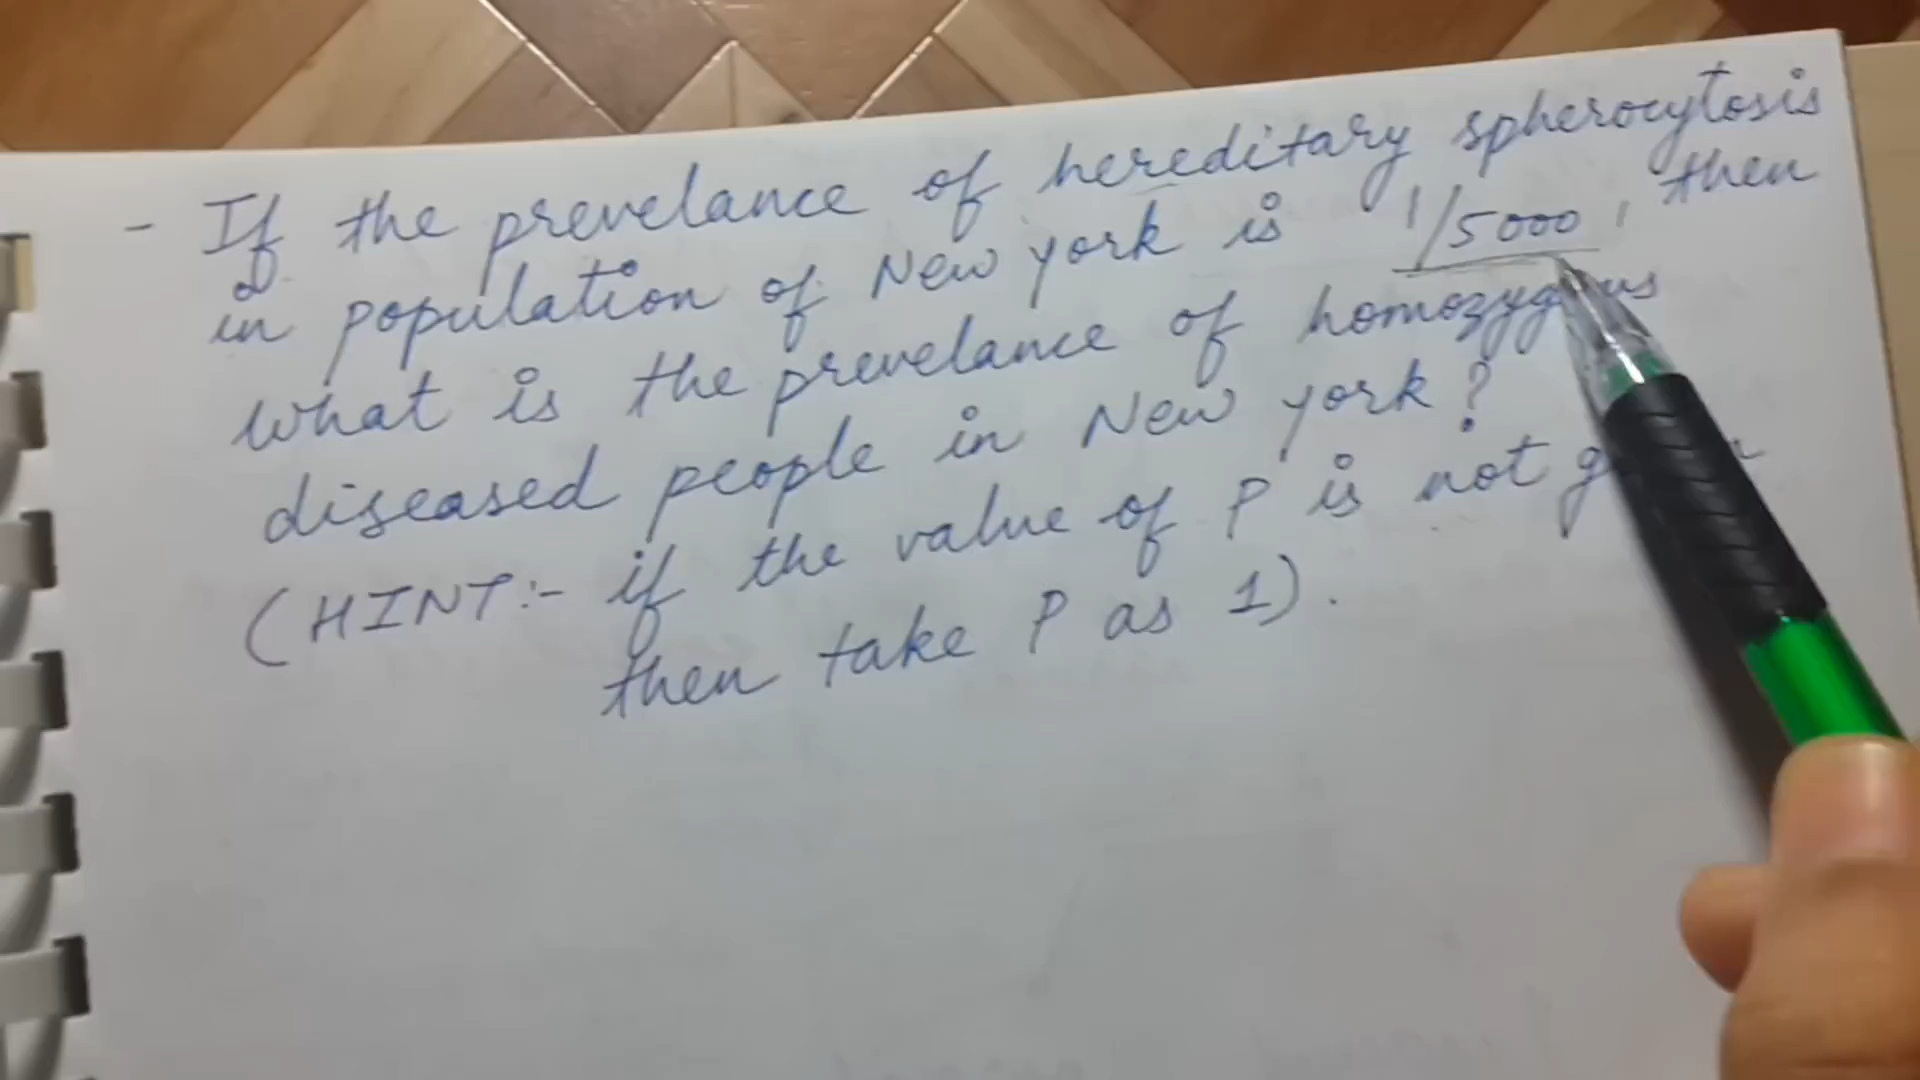 - If the prevelance of hereditary spherocytosis
in population of New york is 1/5000, then
what is the prevelance of homozygous
diseased people in New york?
(HINT:- if the value of P is not
then take P as 1).